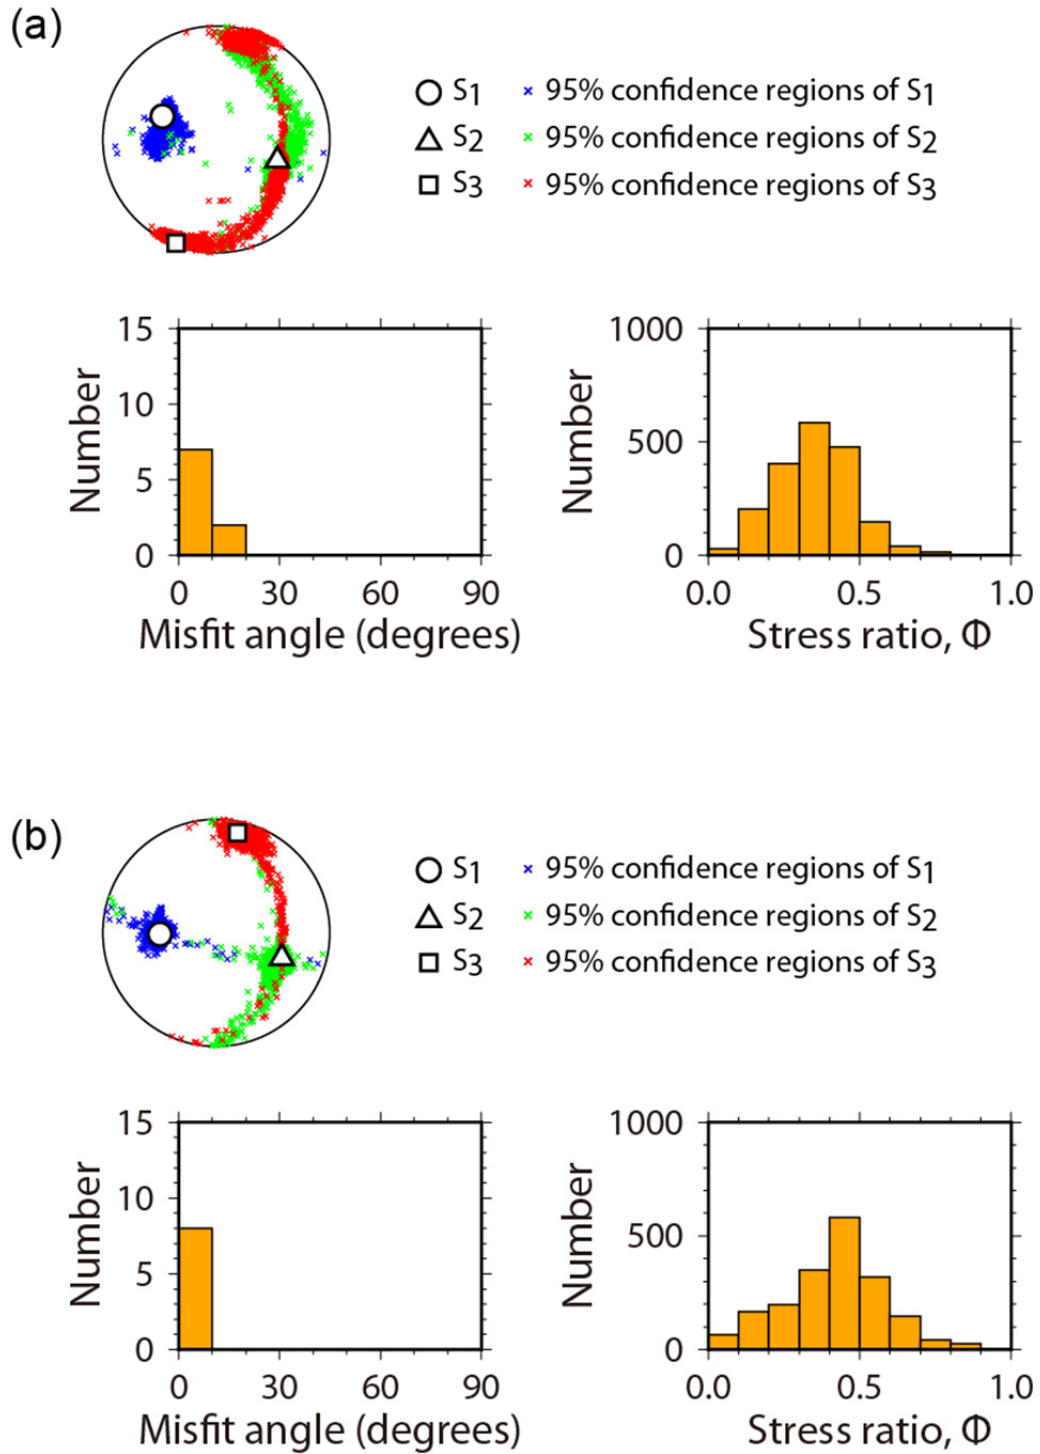 (a)
S1 95% confidence regions of S1
S2 95% confidence regions of S2
S3 95% confidence regions of S3
15
10
5
0
Number
0 30 60 90
Misfit angle (degrees)
1000
500
0
Number
0.0 0.5 1.0
Stress ratio, Φ
(b)
S1 95% confidence regions of S1
S2 95% confidence regions of S2
S3 95% confidence regions of S3
15
10
5
0
Number
0 30 60 90
Misfit angle (degrees)
1000
500
0
Number
0.0 0.5 1.0
Stress ratio, Φ